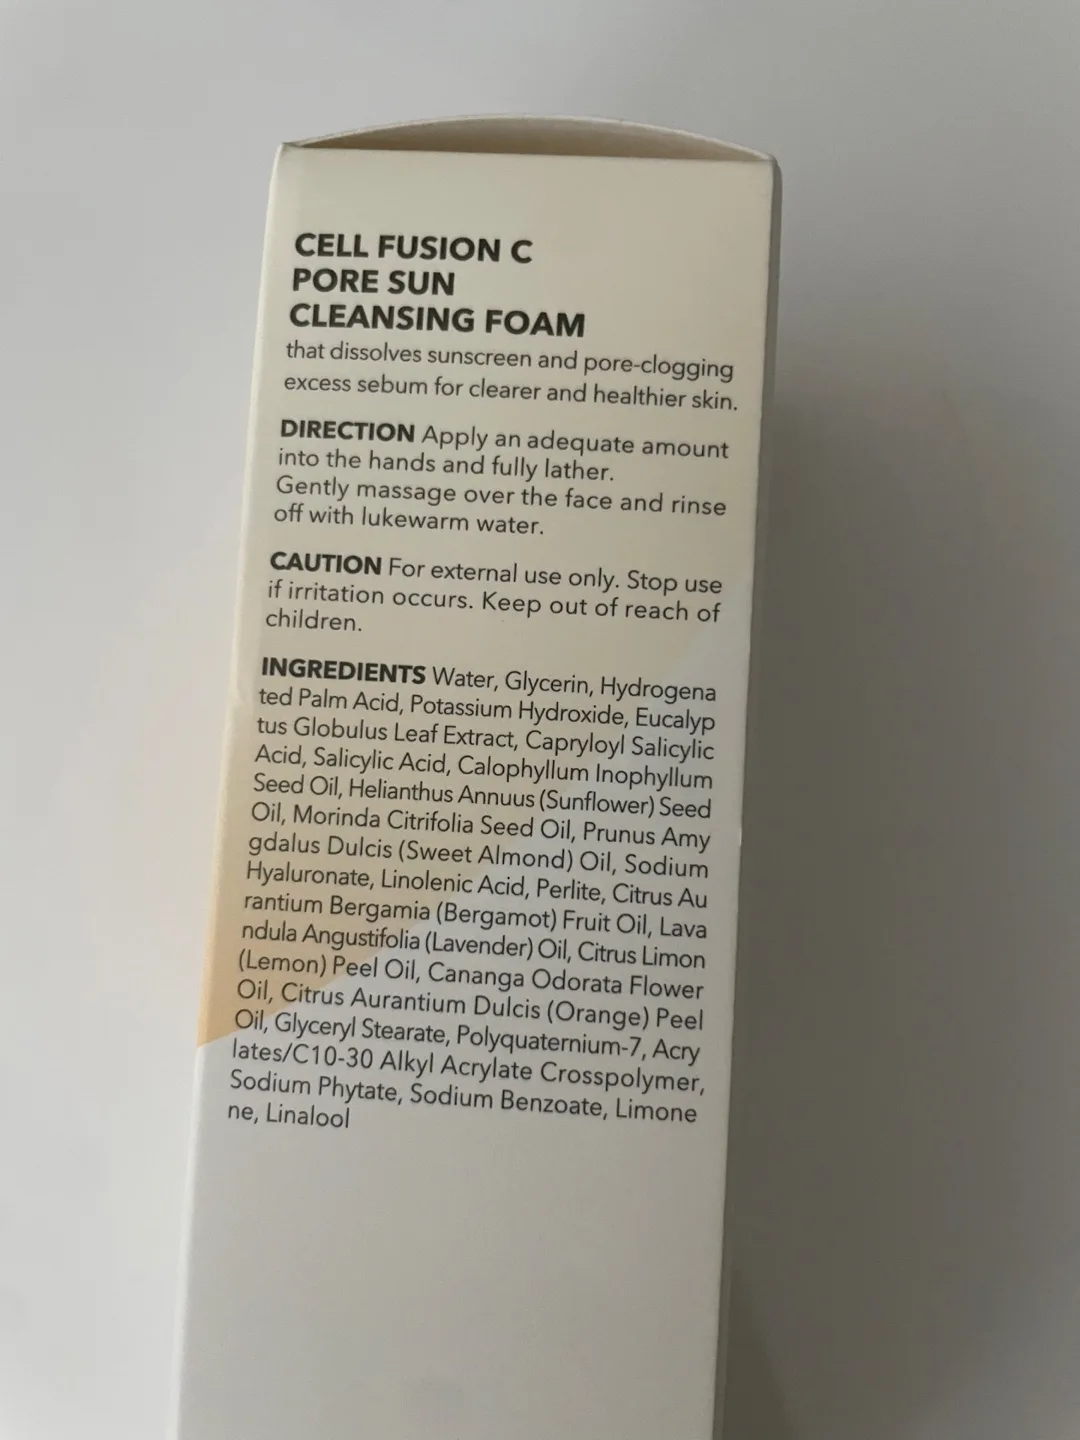 CELL FUSION C
PORE SUN
CLEANSING FOAM
that dissolves sunscreen and pore-clogging
excess sebum for clearer and healthier skin.
DIRECTION Apply an adequate amount
into the hands and fully lather.
Gently massage over the face and rinse
off with lukewarm water.
CAUTION For external use only. Stop use
if irritation occurs. Keep out of reach of
children.
INGREDIENTS Water, Glycerin, Hydrogena
ted Palm Acid, Potassium Hydroxide, Eucalyp
tus Globulus Leaf Extract, Capryloyl Salicylic
Acid, Salicylic Acid, Calophyllum Inophyllum
Seed Oil, Helianthus Annuus (Sunflower) Seed
Oil, Morinda Citrifolia Seed Oil, Prunus Amy
gdalus Dulcis (Sweet Almond) Oil, Sodium
Hyaluronate, Linolenic Acid, Perlite, Citrus Au
rantium Bergamia (Bergamot) Fruit Oil, Lava
ndula Angustifolia (Lavender) Oil, Citrus Limon
(Lemon) Peel Oil, Cananga Odorata Flower
Oil, Citrus Aurantium Dulcis (Orange) Peel
Oil, Glyceryl Stearate, Polyquaternium-7, Acry
lates/C10-30 Alkyl Acrylate Crosspolymer,
Sodium Phytate, Sodium Benzoate, Limone
ne, Linalool